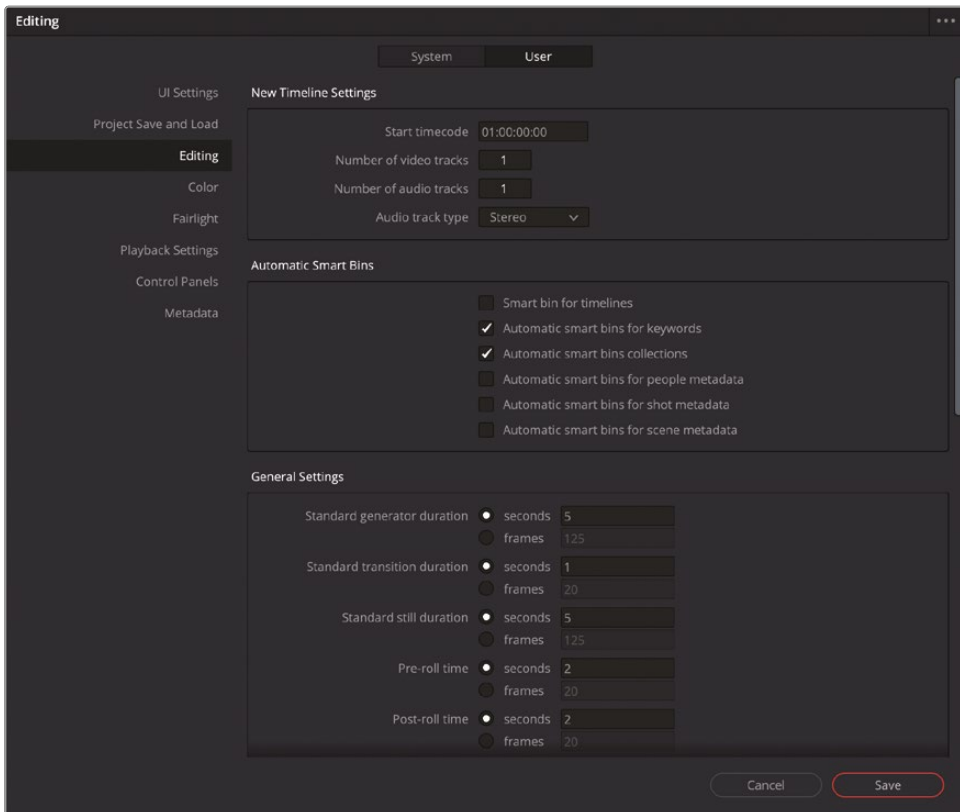 Editing
System
User
UI Settings
Project Save and Load
Editing
Color
Fairlight
Playback Settings
Control Panels
Metadata
New Timeline Settings
Start timecode 01:00:00:00
Number of video tracks 1
Number of audio tracks 1
Audio track type Stereo
Automatic Smart Bins
Smart bin for timelines
Automatic smart bins for keywords
Automatic smart bins collections
Automatic smart bins for people metadata
Automatic smart bins for shot metadata
Automatic smart bins for scene metadata
General Settings
Standard generator duration seconds 5
frames 125
Standard transition duration seconds 1
frames 20
Standard still duration seconds 5
frames 125
Pre-roll time seconds 2
frames 20
Post-roll time seconds 2
frames 20
Cancel
Save